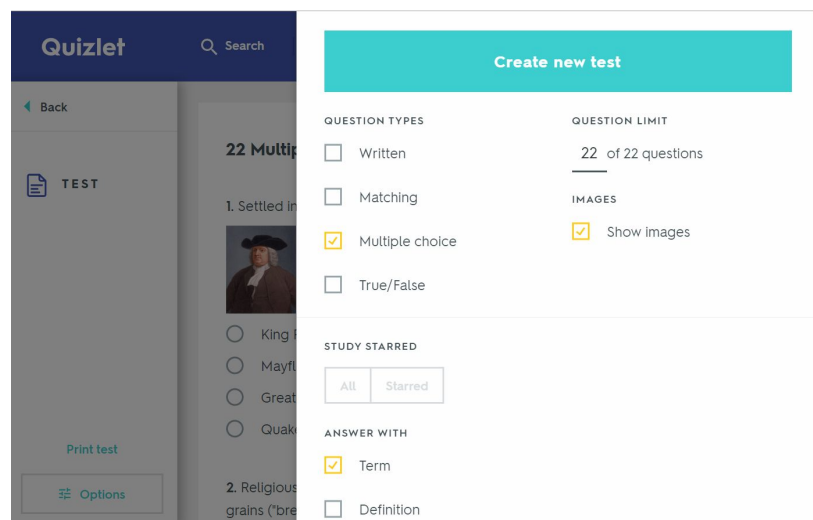 Quizlet
Search
Back
TEST
Print test
Options
22 Multip
1. Settled in
King
Mayfl
Great
Quak
2. Religious
grains ("bre
Create new test
QUESTION TYPES
Written
Matching
Multiple choice
True/False
QUESTION LIMIT
22 of 22 questions
IMAGES
Show images
STUDY STARRED
All Starred
ANSWER WITH
Term
Definition